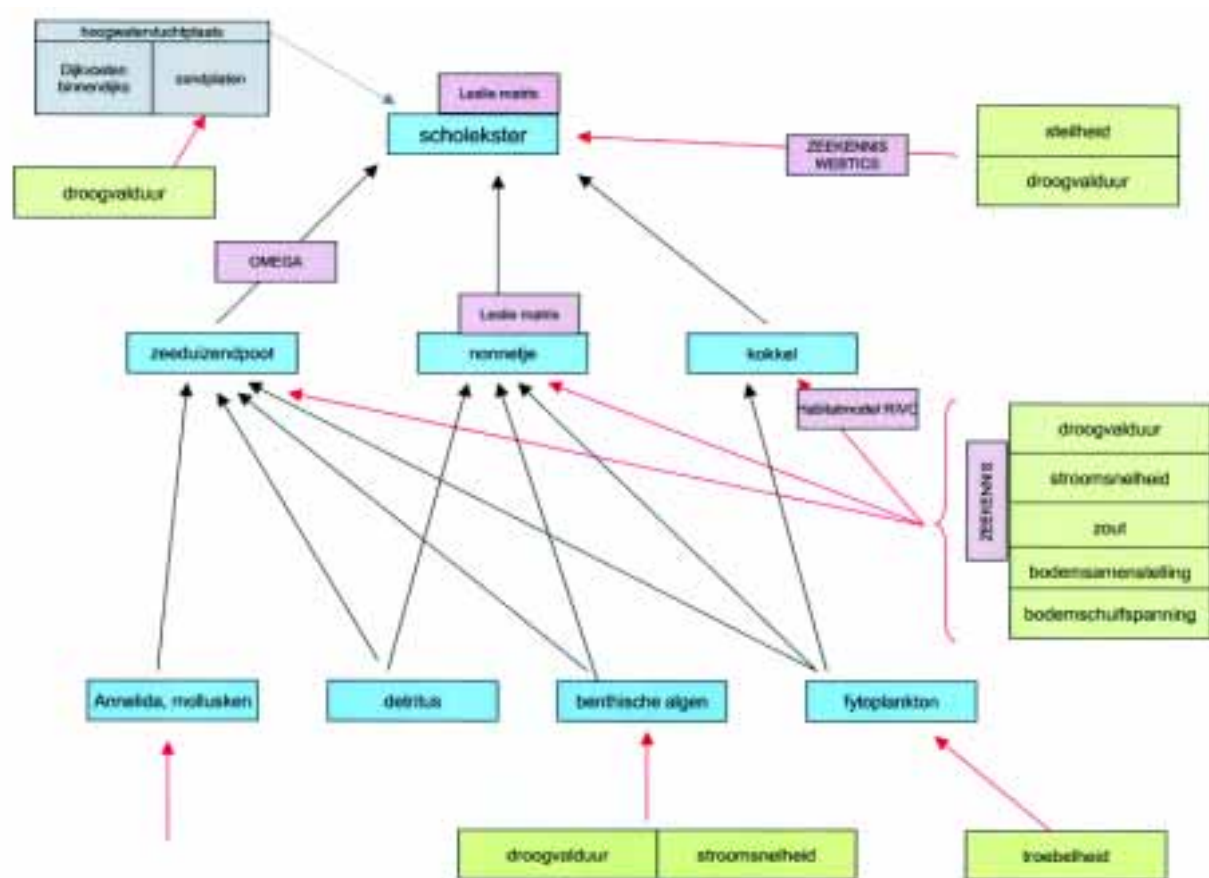 hoogwatervluchtplaats
Dijkvoeten
binnendijks
zandplaten
Leslie matrix
scholekster
ZEEKENNIS
WEBTICS
steilheid
droogvalduur
droogvalduur
OMEGA
Leslie matrix
zeeduizendpoot
nonnetje
kokkel
Habitatmodel RIVO
ZEEKENNIS
droogvalduur
stroomsnelheid
zout
bodemsamenstelling
bodemschuifspanning
Annelida, mollusken
detritus
benthische algen
fytoplankton
droogvalduur
stroomsnelheid
troebelheid